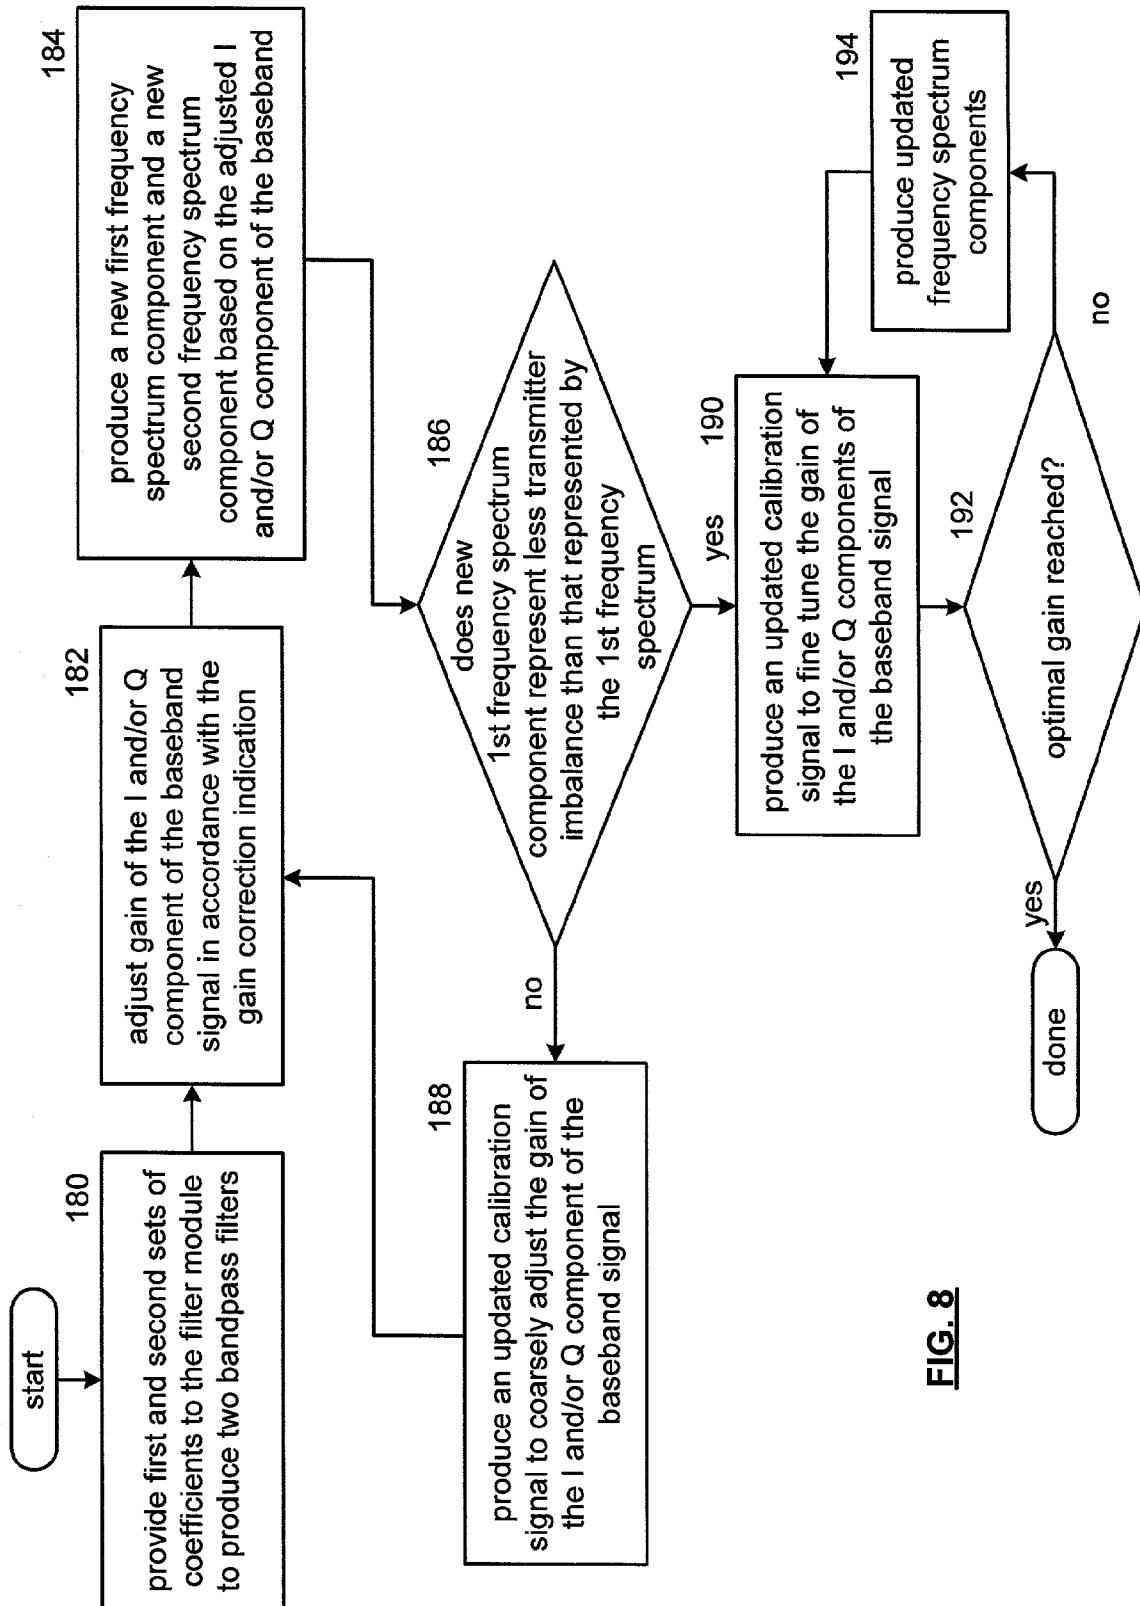 start
180
provide first and second sets of
coefficients to the filter module
to produce two bandpass filters
182
adjust gain of the I and/or Q
component of the baseband
signal in accordance with the
gain correction indication
184
produce a new first frequency
spectrum component and a new
second frequency spectrum
component based on the adjusted I
and/or Q component of the baseband
186
does new
1st frequency spectrum
component represent less transmitter
imbalance than that represented by
the 1st frequency
spectrum
no
188
produce an updated calibration
signal to coarsely adjust the gain of
the I and/or Q component of the
baseband signal
yes
190
produce an updated calibration
signal to fine tune the gain of
the I and/or Q components of
the baseband signal
192
optimal gain reached?
no
194
produce updated
frequency spectrum
components
yes
done
FIG. 8